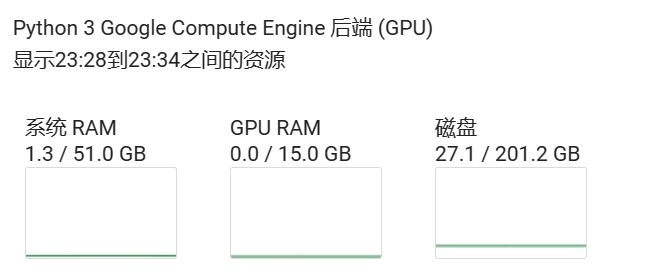 Python 3 Google Compute Engine 后端 (GPU)
显示23:28到23:34之间的资源
系统 RAM
1.3 / 51.0 GB
GPU RAM
0.0 / 15.0 GB
磁盘
27.1 / 201.2 GB